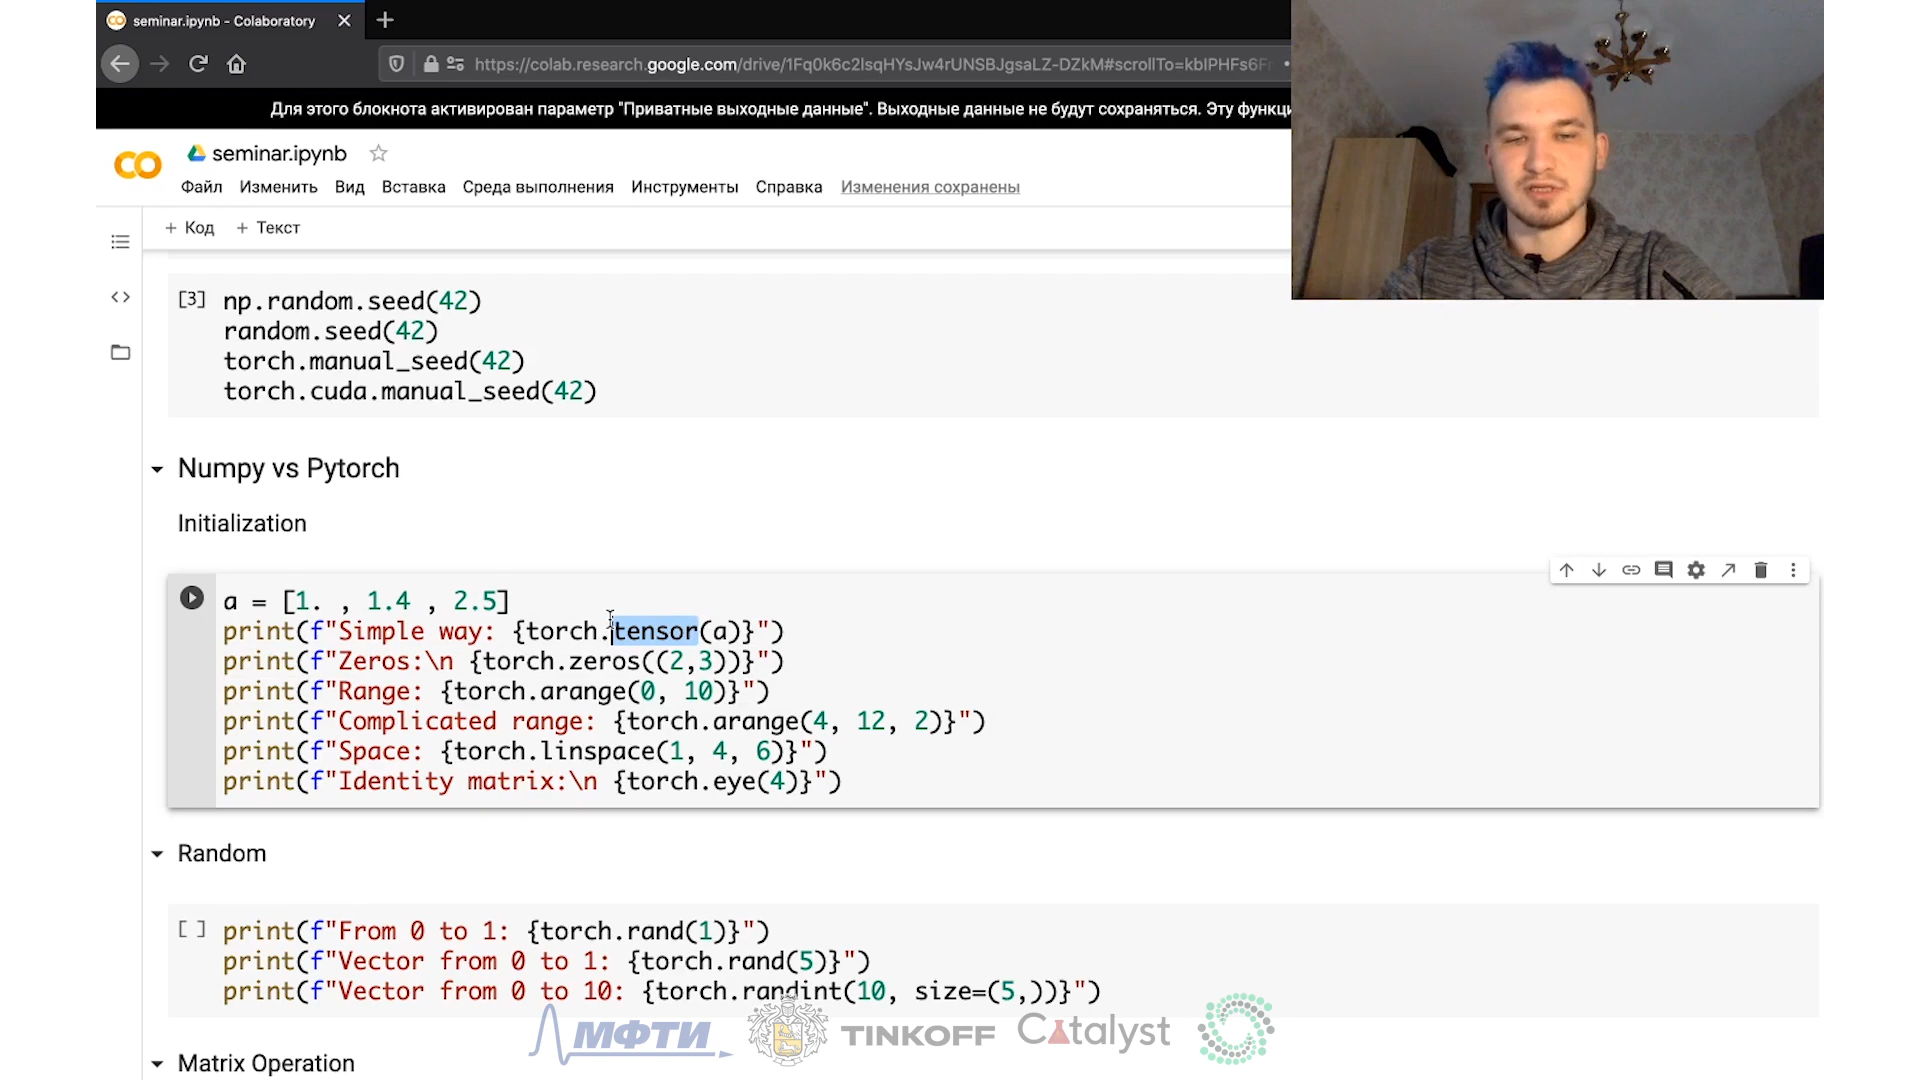 seminar.ipynb - Colaboratory
https://colab.research.google.com/drive/1Fq0k6c2lsqHYsJw4rUNSBJgsaLZ-DZkM#scrollTo=kbIPHFs6F
Для этого блокнота активирован параметр "Приватные выходные данные". Выходные данные не будут сохраняться. Эту функци
seminar.ipynb
Файл Изменить Вид Вставка Среда выполнения Инструменты Справка Изменения сохранены
+ Код + Текст
[3] np.random.seed(42)
random.seed(42)
torch.manual_seed(42)
torch.cuda.manual_seed(42)
Numpy vs Pytorch
Initialization
a = [1. , 1.4 , 2.5]
print(f"Simple way: {torch.tensor(a)}")
print(f"Zeros:\n {torch.zeros((2,3))}")
print(f"Range: {torch.arange(0, 10)}")
print(f"Complicated range: {torch.arange(4, 12, 2)}")
print(f"Space: {torch.linspace(1, 4, 6)}")
print(f"Identity matrix:\n {torch.eye(4)}")
Random
[ ] print(f"From 0 to 1: {torch.rand(1)}")
print(f"Vector from 0 to 1: {torch.rand(5)}")
print(f"Vector from 0 to 10: {torch.randint(10, size=(5,))}")
МФТИ TINKOFF Catalyst
Matrix Operation